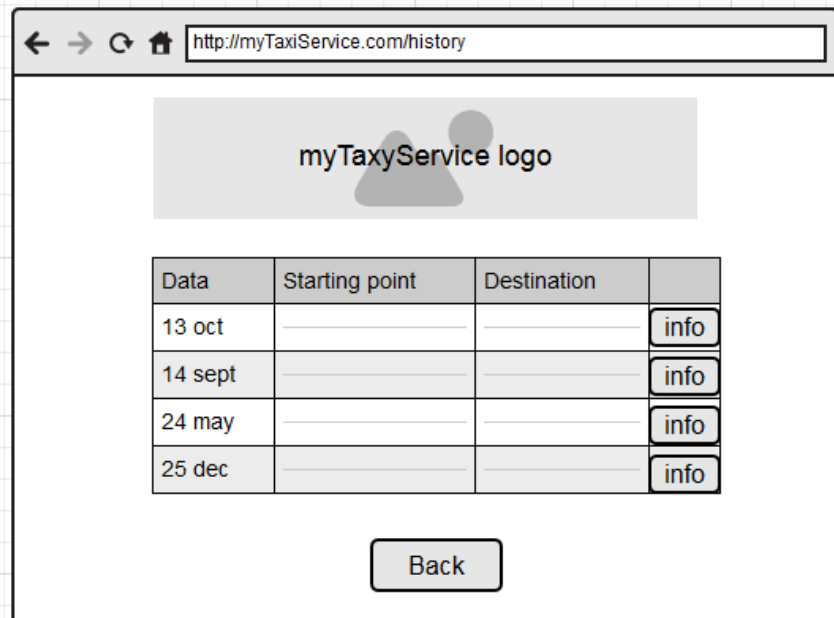 http://myTaxiService.com/history
myTaxyService logo
Data Starting point Destination
13 oct info
14 sept info
24 may info
25 dec info
Back